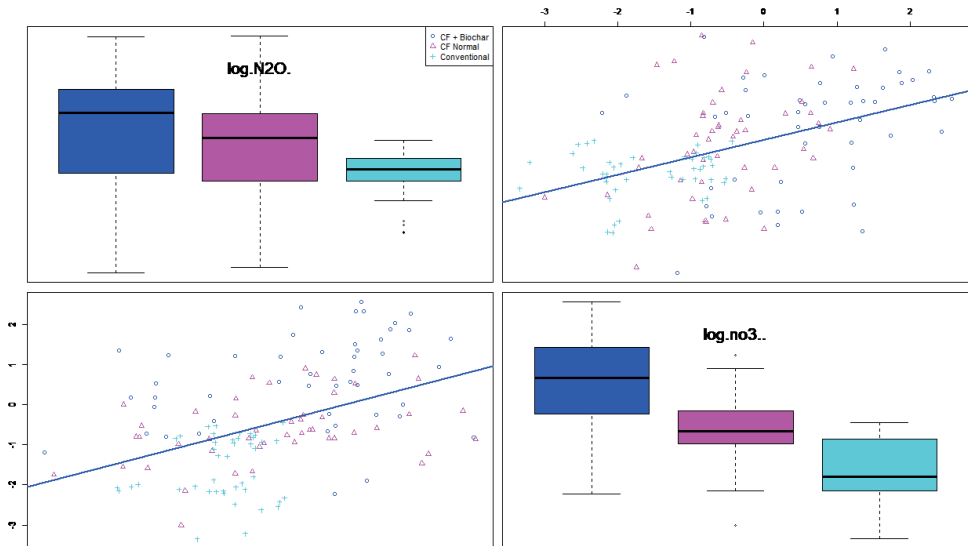 -3 -2 -1 0 1 2
log.N2O.
CF + Biochar
CF Normal
Conventional
2
1
0
-1
-2
-3
log.no3..